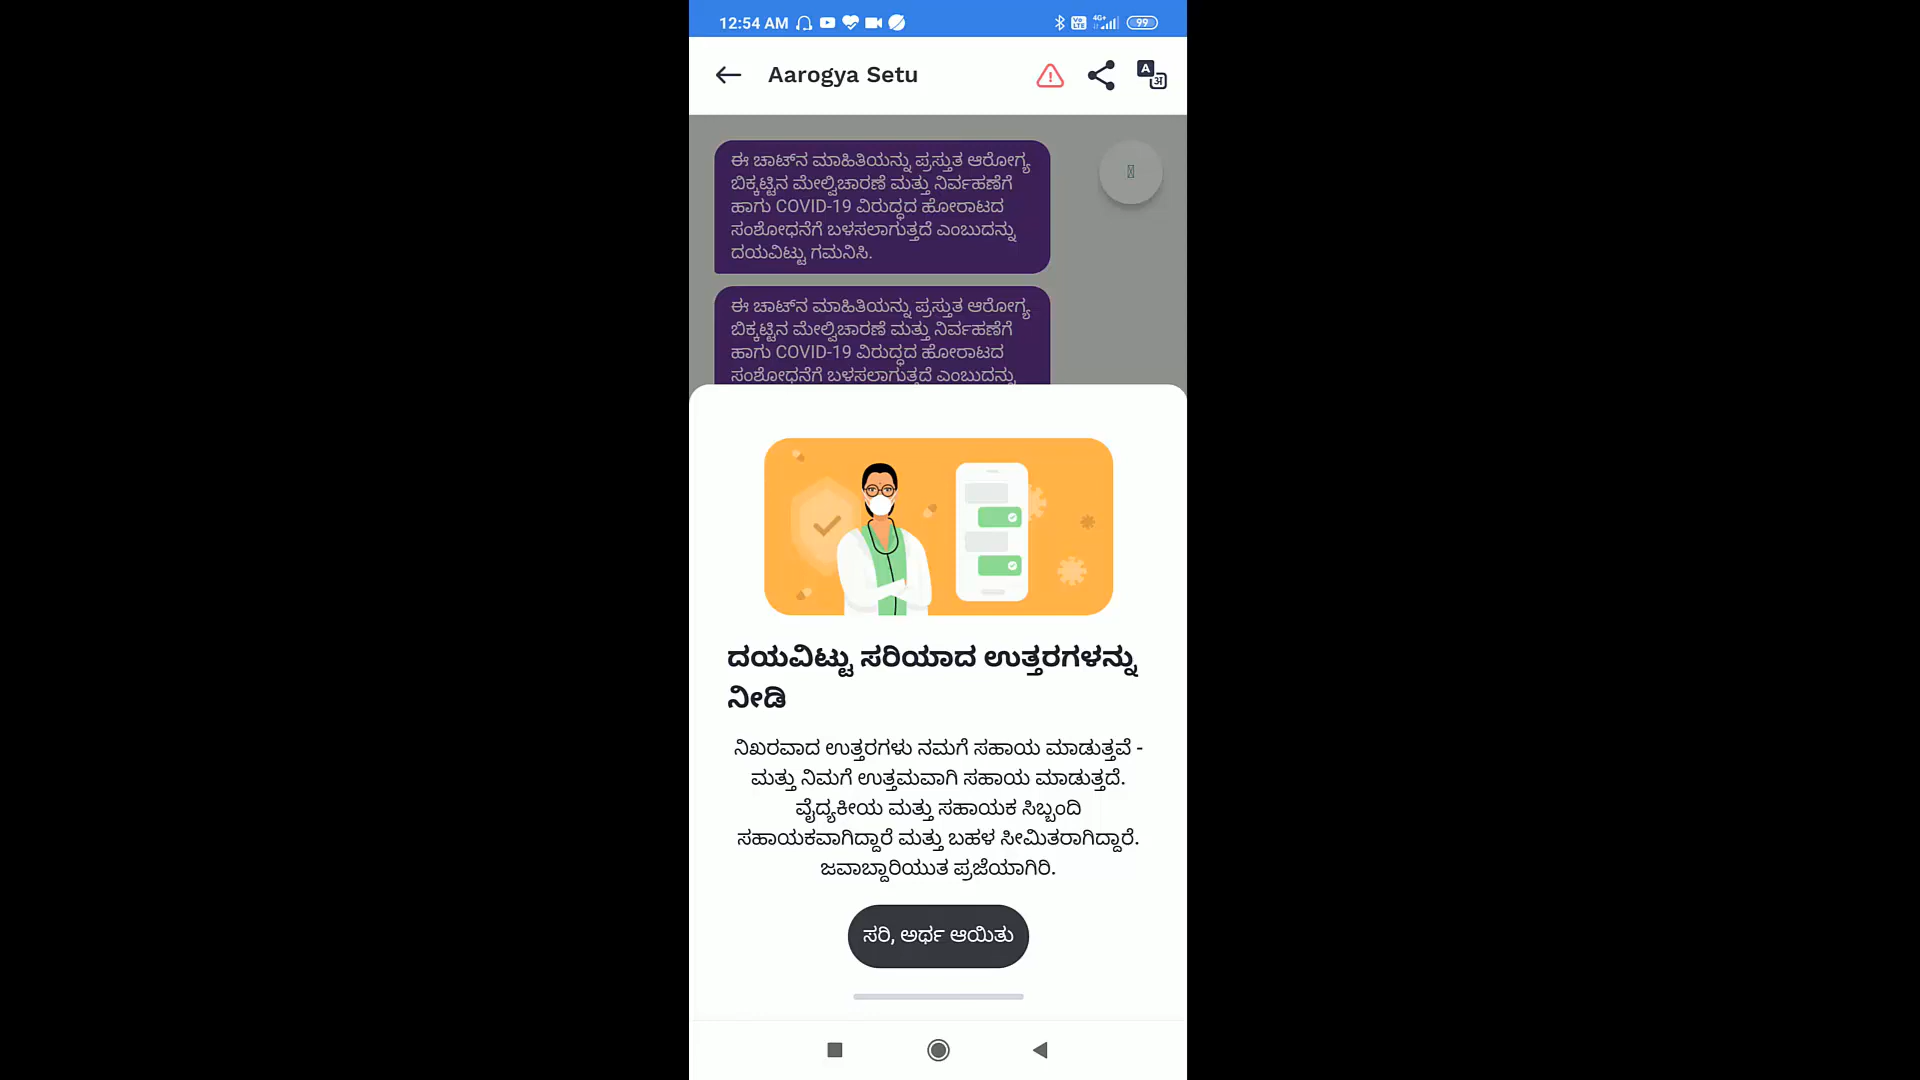 12:54 AM
4G+
Vo
LTE
99
Aarogya Setu
A
अ
ಈ ಚಾಟ್‌ನ ಮಾಹಿತಿಯನ್ನು ಪ್ರಸ್ತುತ ಆರೋಗ್ಯ
ಬಿಕ್ಕಟ್ಟಿನ ಮೇಲ್ವಿಚಾರಣೆ ಮತ್ತು ನಿರ್ವಹಣೆಗೆ
ಹಾಗು COVID-19 ವಿರುದ್ಧದ ಹೋರಾಟದ
ಸಂಶೋಧನೆಗೆ ಬಳಸಲಾಗುತ್ತದೆ ಎಂಬುದನ್ನು
ದಯವಿಟ್ಟು ಗಮನಿಸಿ.
ಈ ಚಾಟ್‌ನ ಮಾಹಿತಿಯನ್ನು ಪ್ರಸ್ತುತ ಆರೋಗ್ಯ
ಬಿಕ್ಕಟ್ಟಿನ ಮೇಲ್ವಿಚಾರಣೆ ಮತ್ತು ನಿರ್ವಹಣೆಗೆ
ಹಾಗು COVID-19 ವಿರುದ್ಧದ ಹೋರಾಟದ
ಸಂಶೋಧನೆಗೆ ಬಳಸಲಾಗುತ್ತದೆ ಎಂಬುದನ್ನು
ದಯವಿಟ್ಟು ಸರಿಯಾದ ಉತ್ತರಗಳನ್ನು
ನೀಡಿ
ನಿಖರವಾದ ಉತ್ತರಗಳು ನಮಗೆ ಸಹಾಯ ಮಾಡುತ್ತವೆ -
ಮತ್ತು ನಿಮಗೆ ಉತ್ತಮವಾಗಿ ಸಹಾಯ ಮಾಡುತ್ತದೆ.
ವೈದ್ಯಕೀಯ ಮತ್ತು ಸಹಾಯಕ ಸಿಬ್ಬಂದಿ
ಸಹಾಯಕವಾಗಿದ್ದಾರೆ ಮತ್ತು ಬಹಳ ಸೀಮಿತರಾಗಿದ್ದಾರೆ.
ಜವಾಬ್ದಾರಿಯುತ ಪ್ರಜೆಯಾಗಿರಿ.
ಸರಿ, ಅರ್ಥ ಆಯಿತು